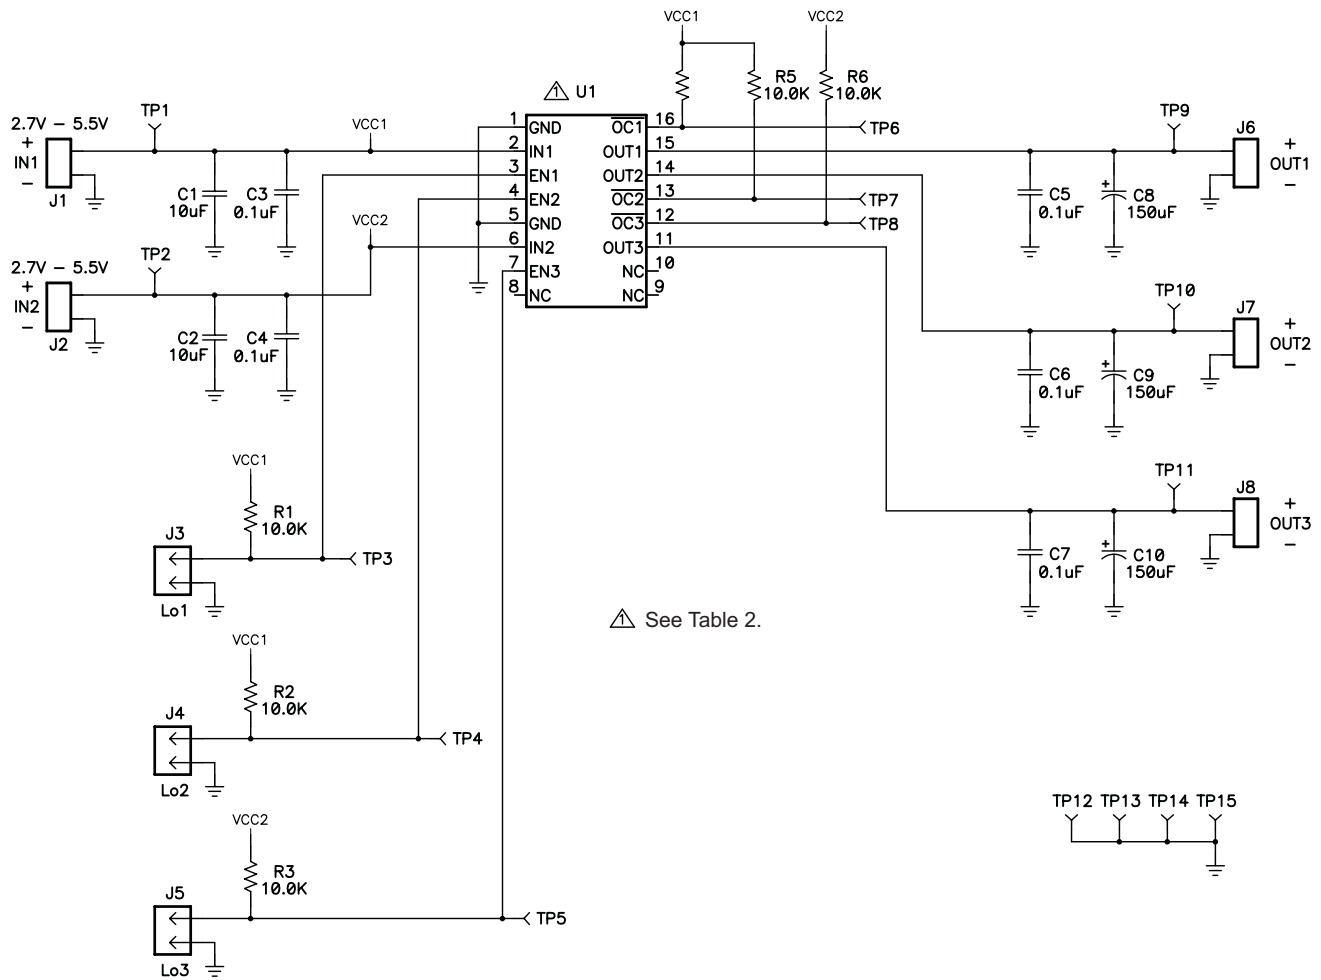 VCC1
VCC2
R5
10.0K
R6
10.0K
⚠1 U1
2.7V – 5.5V
+
IN1
–
J1
TP1
VCC1
C1
10uF
C3
0.1uF
VCC2
2.7V – 5.5V
+
IN2
–
J2
TP2
C2
10uF
C4
0.1uF
1 GND
2 IN1
3 EN1
4 EN2
5 GND
6 IN2
7 EN3
8 NC
O̅C̅1̅ 16
OUT1 15
OUT2 14
O̅C̅2̅ 13
O̅C̅3̅ 12
OUT3 11
NC 10
NC 9
TP6
TP7
TP8
TP9
J6
+
OUT1
–
C5
0.1uF
+
C8
150uF
TP10
J7
+
OUT2
–
C6
0.1uF
+
C9
150uF
TP11
J8
+
OUT3
–
C7
0.1uF
+
C10
150uF
VCC1
R1
10.0K
J3
TP3
Lo1
1 See Table 2.
VCC1
R2
10.0K
J4
TP4
Lo2
VCC2
R3
10.0K
J5
TP5
Lo3
TP12 TP13 TP14 TP15